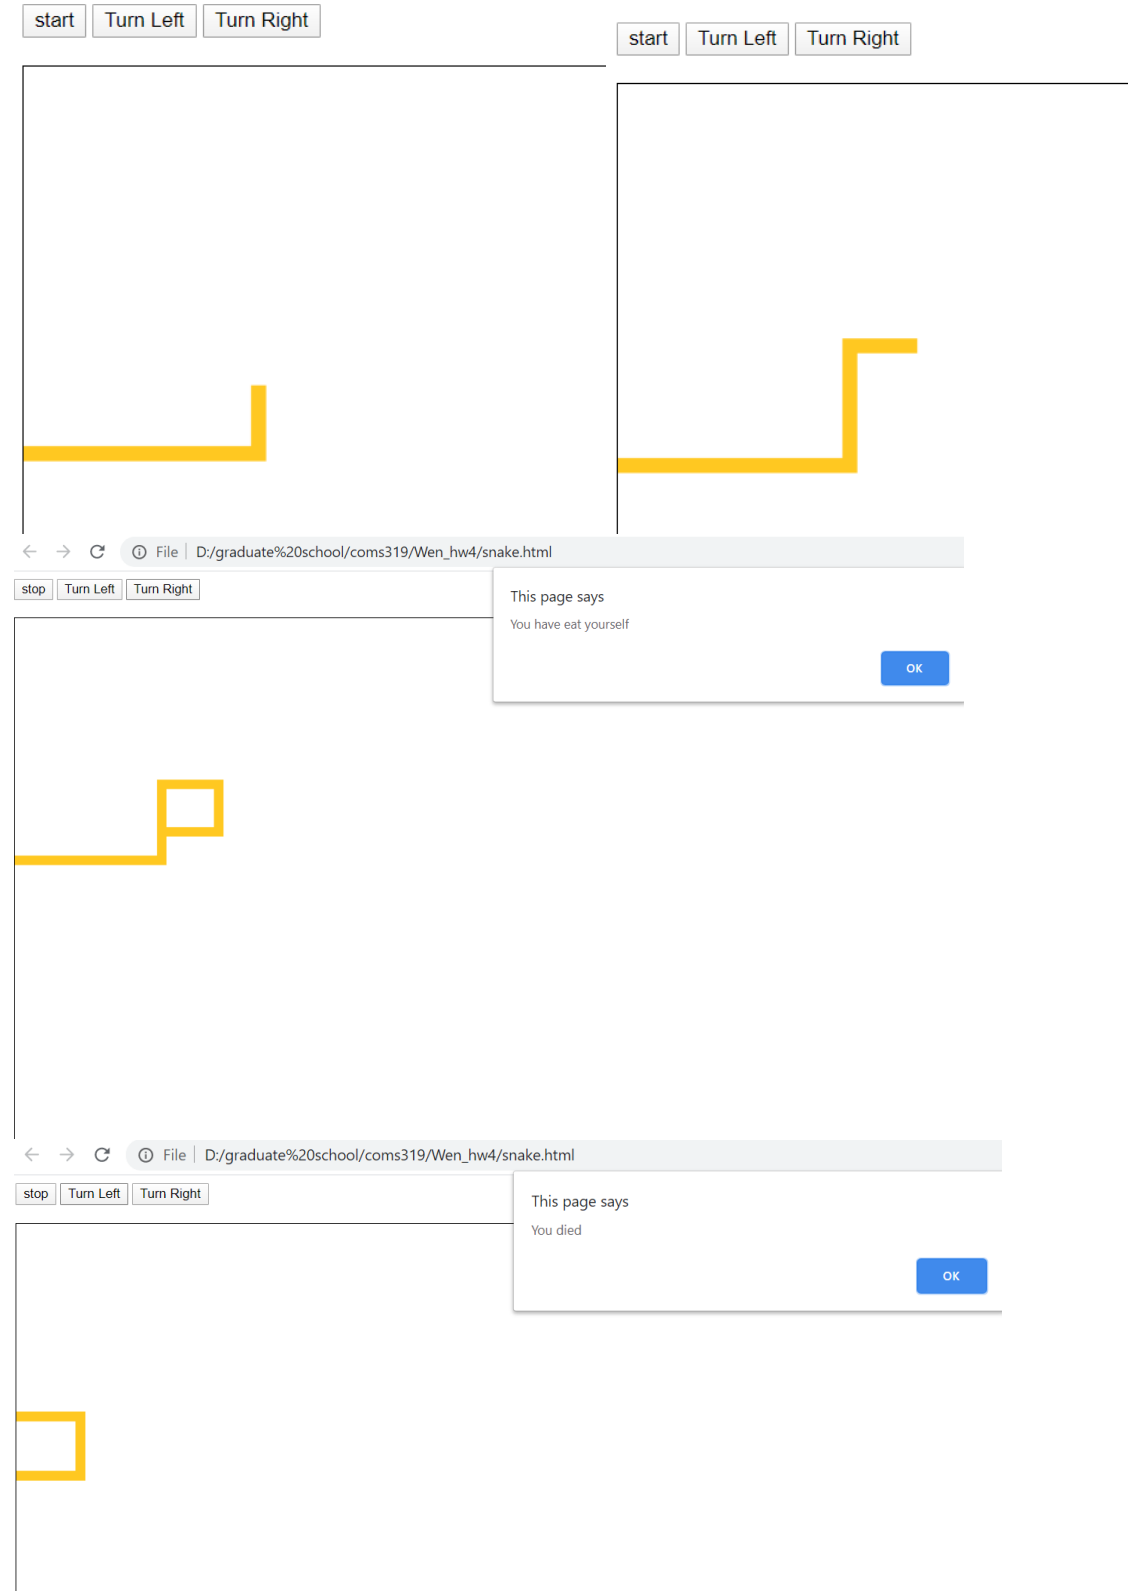 start Turn Left Turn Right
start Turn Left Turn Right
File D:/graduate%20school/coms319/Wen_hw4/snake.html
stop Turn Left Turn Right
This page says
You have eat yourself
OK
File D:/graduate%20school/coms319/Wen_hw4/snake.html
stop Turn Left Turn Right
This page says
You died
OK